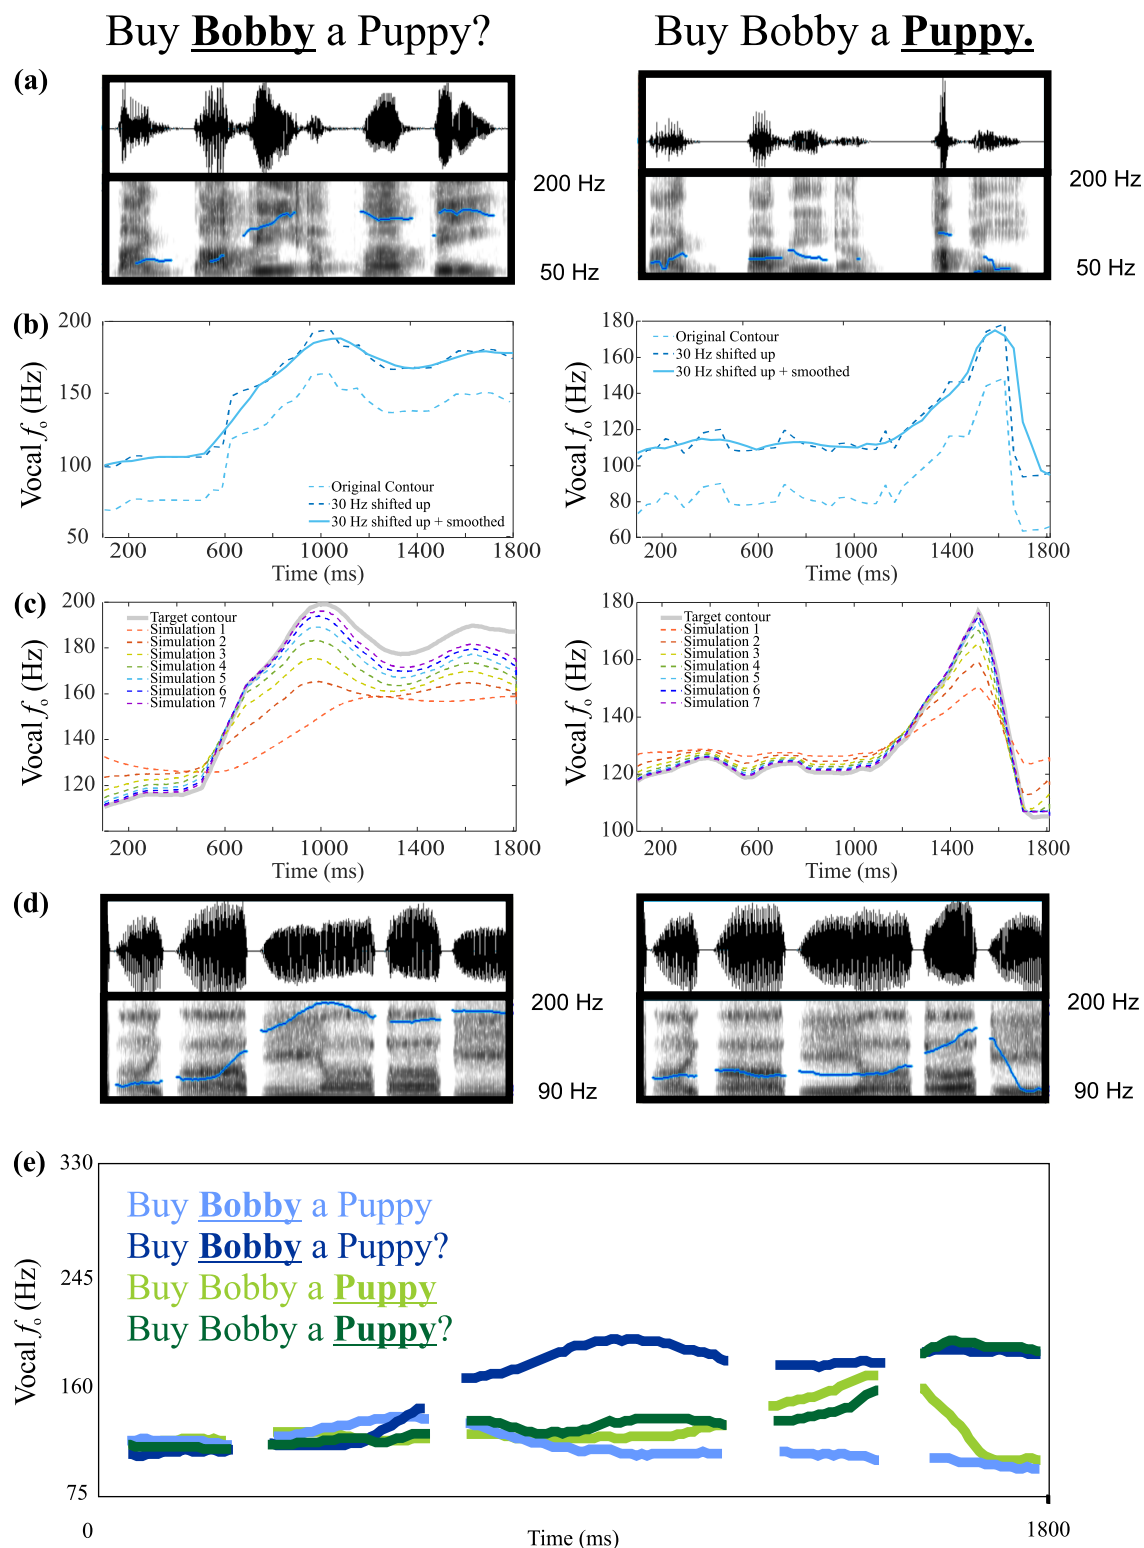 Buy Bobby a Puppy?
Buy Bobby a Puppy.
(a)
200 Hz
50 Hz
200 Hz
50 Hz
(b)
200
150
100
50
Vocal fo (Hz)
Original Contour
30 Hz shifted up
30 Hz shifted up + smoothed
200 600 1000 1400 1800
Time (ms)
180
160
140
120
100
80
60
Vocal fo (Hz)
Original Contour
30 Hz shifted up
30 Hz shifted up + smoothed
200 600 1000 1400 1800
Time (ms)
(c)
200
180
160
140
120
Vocal fo (Hz)
Target contour
Simulation 1
Simulation 2
Simulation 3
Simulation 4
Simulation 5
Simulation 6
Simulation 7
200 600 1000 1400 1800
Time (ms)
180
160
140
120
100
Vocal fo (Hz)
Target contour
Simulation 1
Simulation 2
Simulation 3
Simulation 4
Simulation 5
Simulation 6
Simulation 7
200 600 1000 1400 1800
Time (ms)
(d)
200 Hz
90 Hz
200 Hz
90 Hz
(e)
330
245
160
75
Vocal fo (Hz)
Buy Bobby a Puppy
Buy Bobby a Puppy?
Buy Bobby a Puppy
Buy Bobby a Puppy?
0
Time (ms)
1800